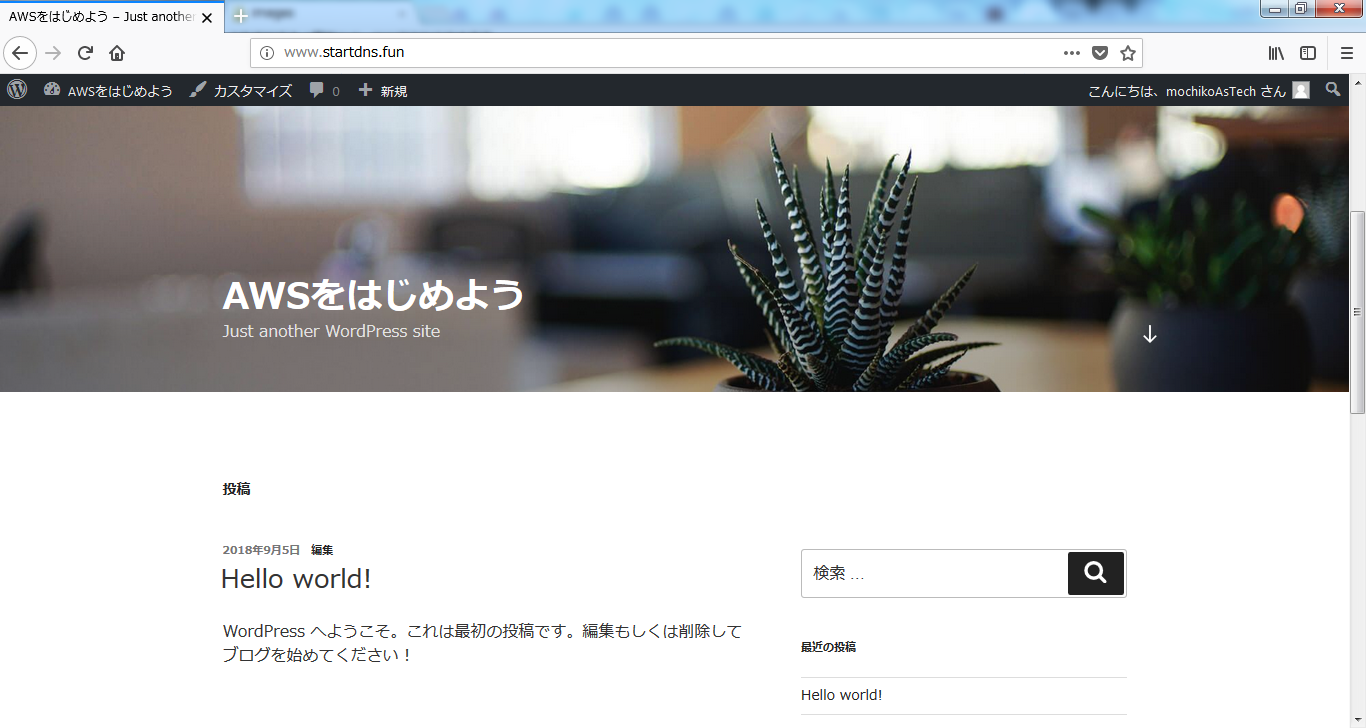 AWSをはじめよう – Just another
www.startdns.fun
AWSをはじめよう カスタマイズ 0 新規 こんにちは、mochikoAsTech さん
AWSをはじめよう
Just another WordPress site
投稿
2018年9月5日 編集
Hello world!
WordPress へようこそ。これは最初の投稿です。編集もしくは削除して
ブログを始めてください！
検索 …
最近の投稿
Hello world!